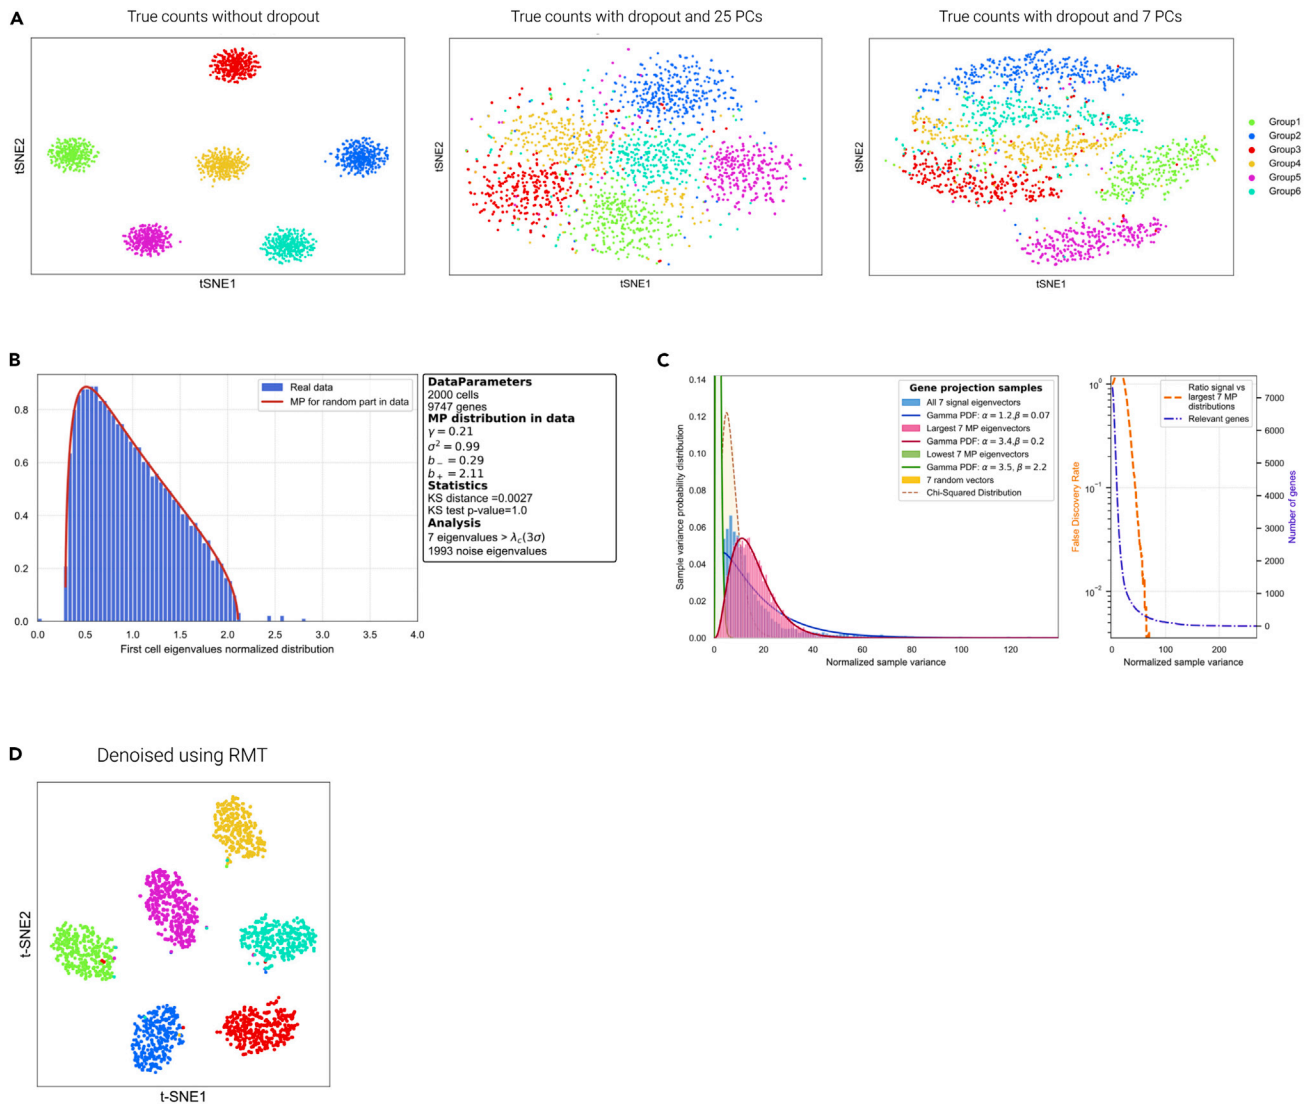 A
True counts without dropout
True counts with dropout and 25 PCs
True counts with dropout and 7 PCs
tSNE2
tSNE1
tSNE2
tSNE1
tSNE2
tSNE1
Group1
Group2
Group3
Group4
Group5
Group6
B
0.8
0.6
0.4
0.2
0.0
0.0 0.5 1.0 1.5 2.0 2.5 3.0 3.5 4.0
First cell eigenvalues normalized distribution
Real data
MP for random part in data
DataParameters
2000 cells
9747 genes
MP distribution in data
γ = 0.21
σ² = 0.99
b₋ = 0.29
b₊ = 2.11
Statistics
KS distance =0.0027
KS test p-value=1.0
Analysis
7 eigenvalues > λc(3σ)
1993 noise eigenvalues
C
Sample variance probability distribution
0.14
0.12
0.10
0.08
0.06
0.04
0.02
0.00
0 20 40 60 80 100 120
Normalized sample variance
Gene projection samples
All 7 signal eigenvectors
Gamma PDF: α = 1.2,β = 0.07
Largest 7 MP eigenvectors
Gamma PDF: α = 3.4,β = 0.2
Lowest 7 MP eigenvectors
Gamma PDF: α = 3.5, β = 2.2
7 random vectors
Chi-Squared Distribution
False Discovery Rate
10⁰
10⁻¹
10⁻²
0 100 200
Normalized sample variance
Ratio signal vs
largest 7 MP
distributions
Relevant genes
7000
6000
5000
4000
3000
2000
1000
0
Number of genes
D
Denoised using RMT
t-SNE2
t-SNE1